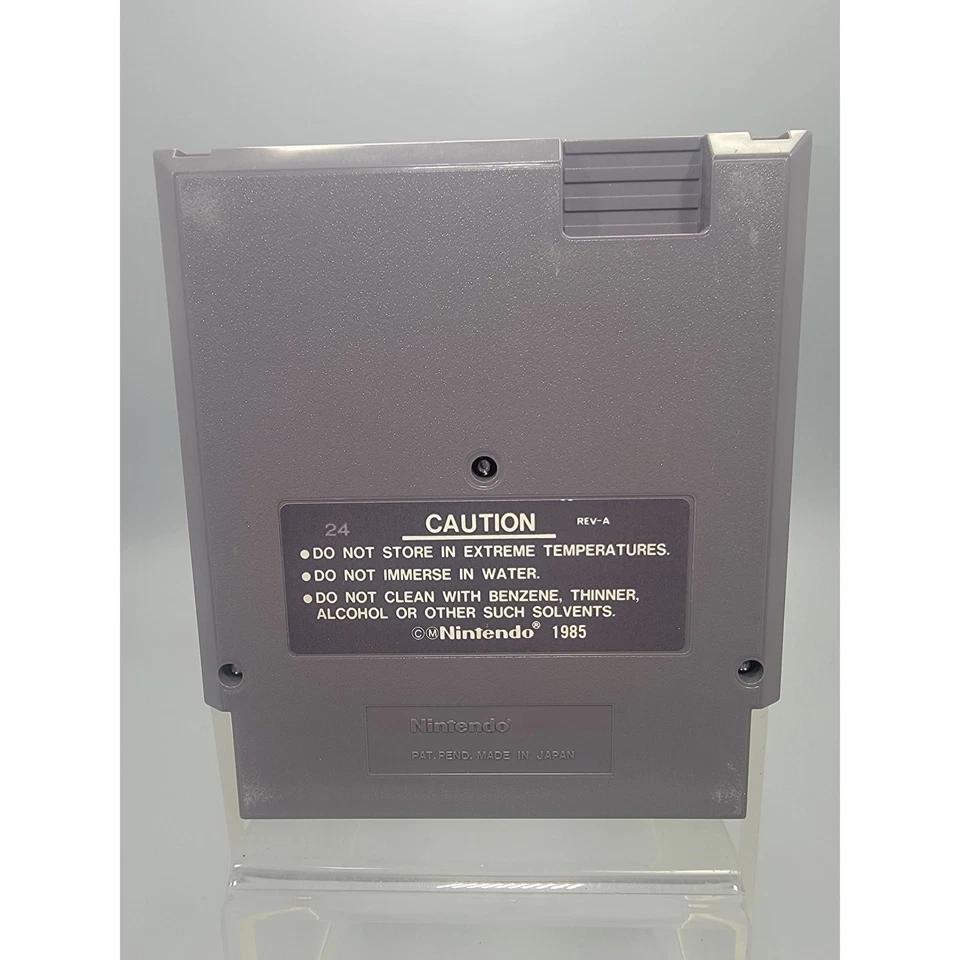 24 CAUTION REV-A
●DO NOT STORE IN EXTREME TEMPERATURES.
●DO NOT IMMERSE IN WATER.
●DO NOT CLEAN WITH BENZENE, THINNER,
ALCOHOL OR OTHER SUCH SOLVENTS.
ⒸⓂNintendo® 1985
Nintendo®
PAT. PEND. MADE IN JAPAN